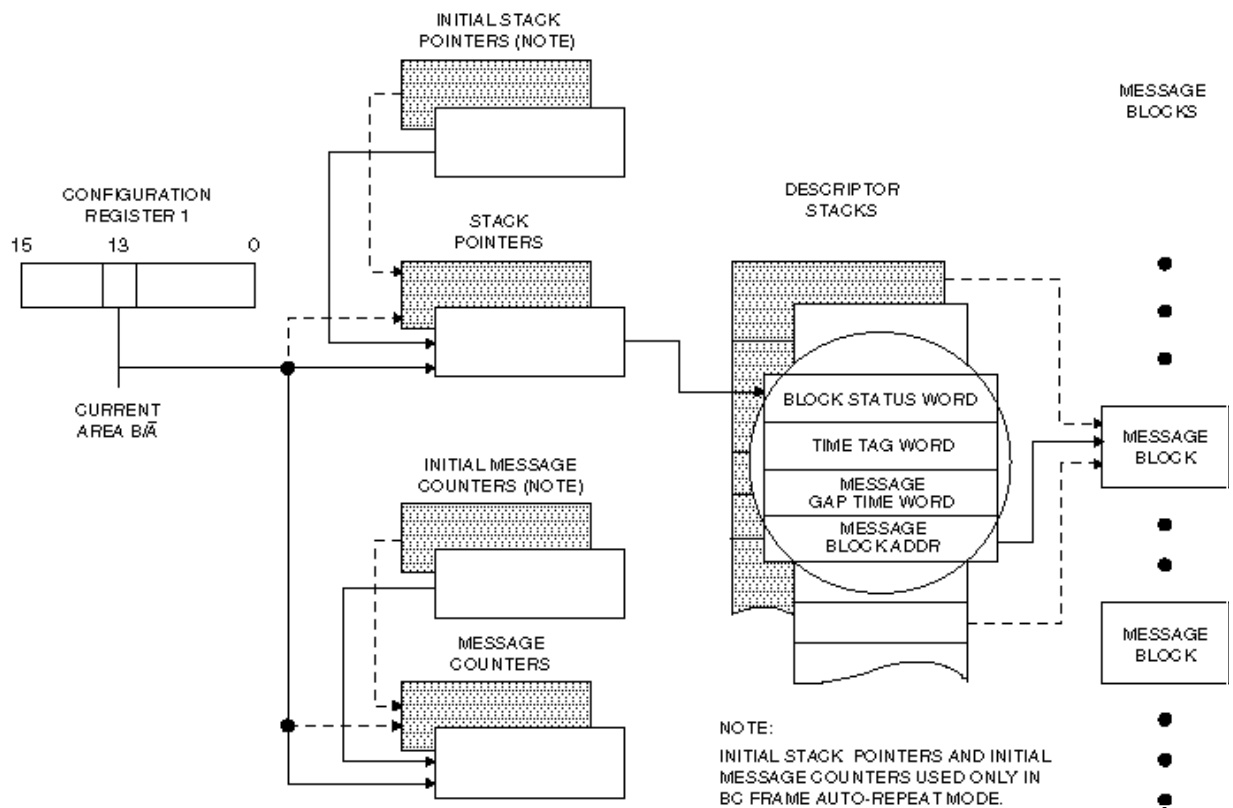 INITIAL STACK
POINTERS (NOTE)
MESSAGE
BLOCKS
CONFIGURATION
REGISTER 1
15 13 0
STACK
POINTERS
DESCRIPTOR
STACKS
CURRENT
AREA B/A̅
BLOCK STATUS WORD
TIME TAG WORD
MESSAGE
GAP TIME WORD
MESSAGE
BLOCK ADDR
MESSAGE
BLOCK
INITIAL MESSAGE
COUNTERS (NOTE)
MESSAGE
COUNTERS
MESSAGE
BLOCK
NOTE:
INITIAL STACK POINTERS AND INITIAL
MESSAGE COUNTERS USED ONLY IN
BC FRAME AUTO-REPEAT MODE.